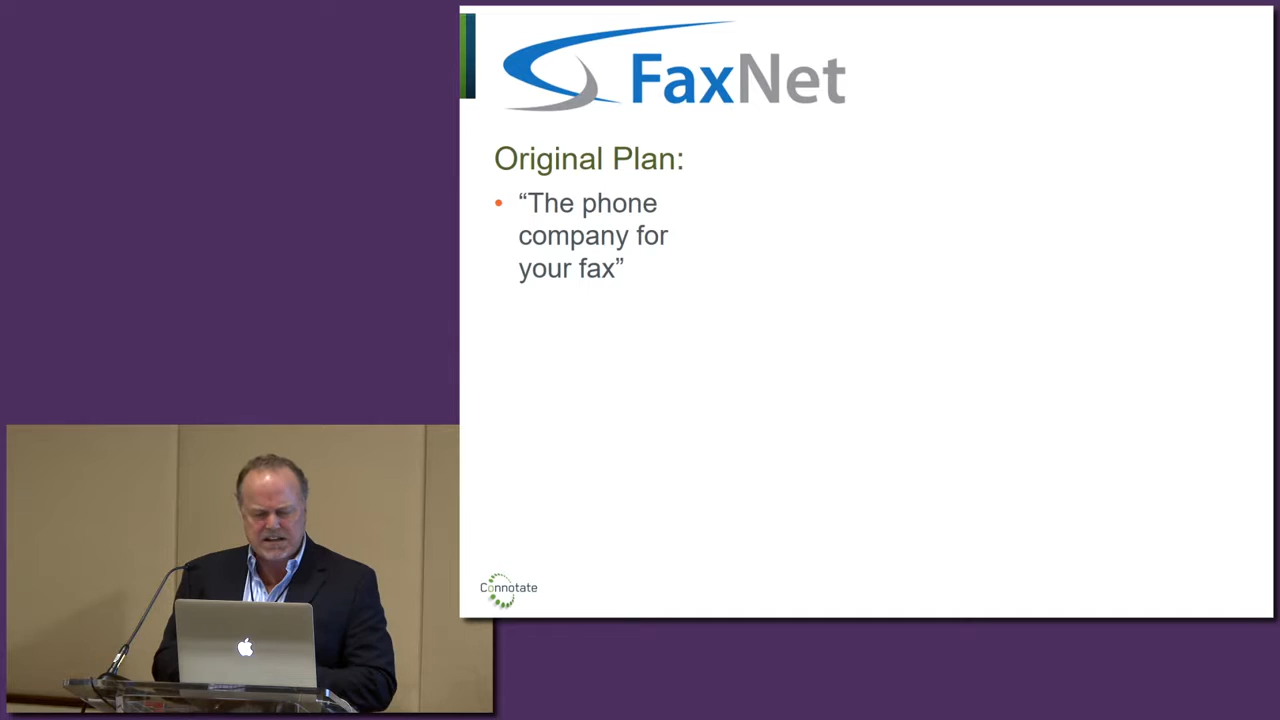 FaxNet
Original Plan:
• “The phone
company for
your fax”
Connotate